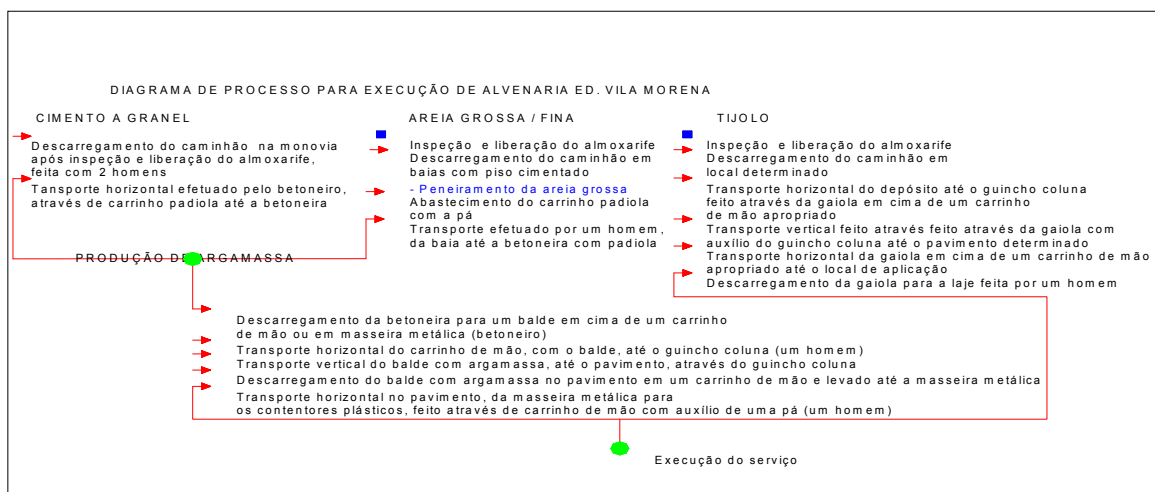 DIAGRAMA DE PROCESSO PARA EXECUÇÃO DE ALVENARIA ED. VILA MORENA
CIMENTO A GRANEL
Descarregamento do caminhão na monovia
após inspeção e liberação do almoxarife,
feita com 2 homens
Tansporte horizontal efetuado pelo betoneiro,
através de carrinho padiola até a betoneira
AREIA GROSSA / FINA
Inspeção e liberação do almoxarife
Descarregamento do caminhão em
baias com piso cimentado
- Peneiramento da areia grossa
Abastecimento do carrinho padiola
com a pá
Transporte efetuado por um homem,
da baia até a betoneira com padiola
TIJOLO
Inspeção e liberação do almoxarife
Descarregamento do caminhão em
local determinado
Transporte horizontal do depósito até o guincho coluna
feito através da gaiola em cima de um carrinho
de mão apropriado
Transporte vertical feito através feito através da gaiola com
auxílio do guincho coluna até o pavimento determinado
Transporte horizontal da gaiola em cima de um carrinho de mão
apropriado até o local de aplicação
Descarregamento da gaiola para a laje feita por um homem
PRODUÇÃO DE ARGAMASSA
Descarregamento da betoneira para um balde em cima de um carrinho
de mão ou em masseira metálica (betoneiro)
Transporte horizontal do carrinho de mão, com o balde, até o guincho coluna (um homem)
Transporte vertical do balde com argamassa, até o pavimento, através do guincho coluna
Descarregamento do balde com argamassa no pavimento em um carrinho de mão e levado até a masseira metálica
Transporte horizontal no pavimento, da masseira metálica para
os contentores plásticos, feito através de carrinho de mão com auxílio de uma pá (um homem)
Execução do serviço